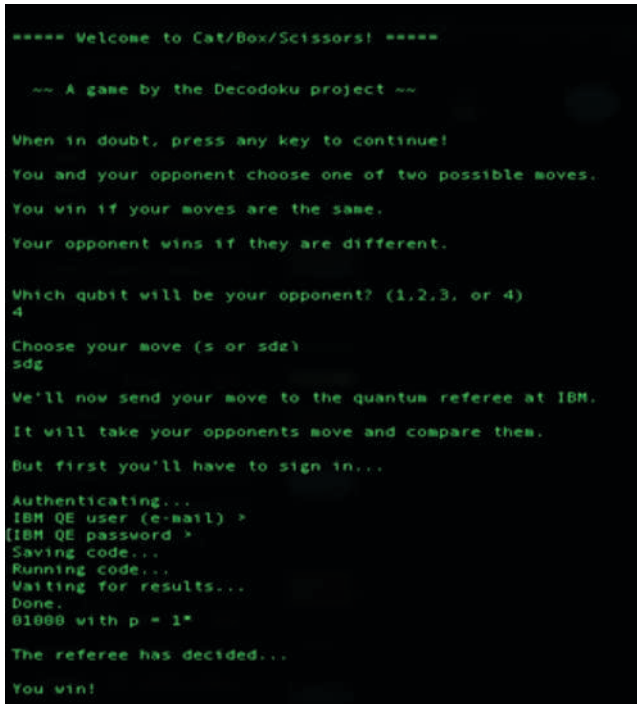 ===== Welcome to Cat/Box/Scissors! =====
~~ A game by the Decodoku project ~~
When in doubt, press any key to continue!
You and your opponent choose one of two possible moves.
You win if your moves are the same.
Your opponent wins if they are different.
Which qubit will be your opponent? (1,2,3, or 4)
4
Choose your move (s or sdg)
sdg
We'll now send your move to the quantum referee at IBM.
It will take your opponents move and compare them.
But first you'll have to sign in...
Authenticating...
IBM QE user (e-mail) >
[IBM QE password >
Saving code...
Running code...
Waiting for results...
Done.
with p = 1*
The referee has decided...
You win!